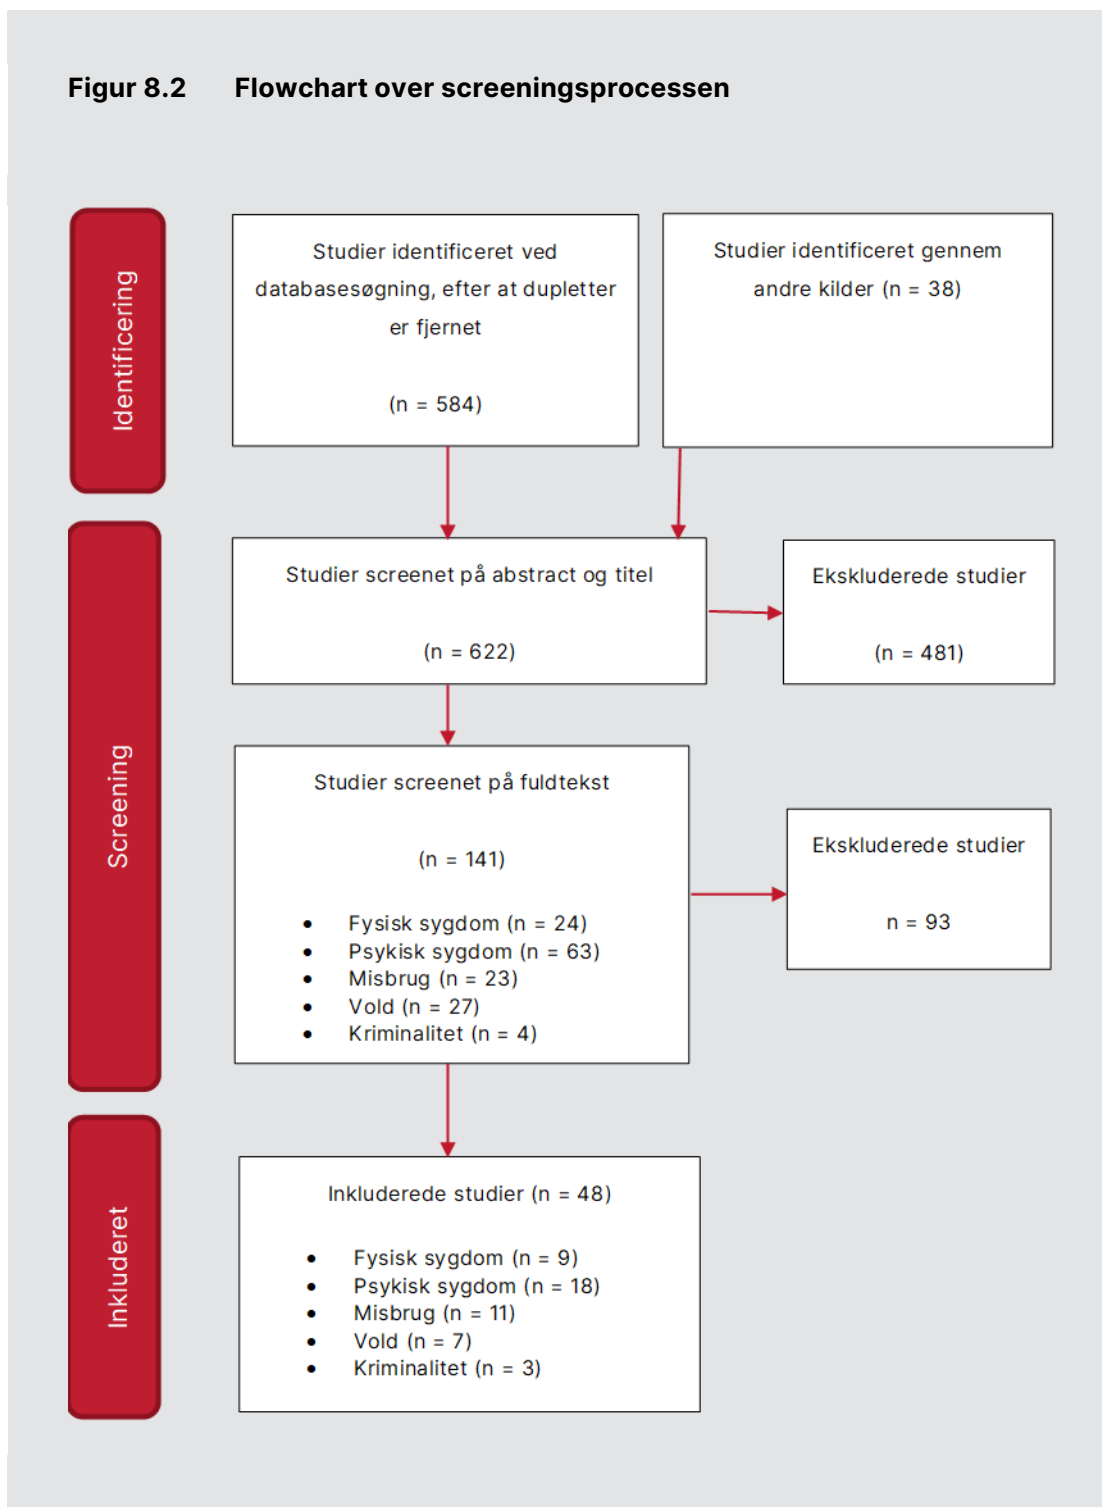 Figur 8.2 Flowchart over screeningsprocessen
Identificering
Studier identificeret ved
databasesøgning, efter at dupletter
er fjernet
(n = 584)
Studier identificeret gennem
andre kilder (n = 38)
Screening
Studier screenet på abstract og titel
(n = 622)
Ekskluderede studier
(n = 481)
Studier screenet på fuldtekst
(n = 141)
• Fysisk sygdom (n = 24)
• Psykisk sygdom (n = 63)
• Misbrug (n = 23)
• Vold (n = 27)
• Kriminalitet (n = 4)
Ekskluderede studier
n = 93
Inkluderet
Inkluderede studier (n = 48)
• Fysisk sygdom (n = 9)
• Psykisk sygdom (n = 18)
• Misbrug (n = 11)
• Vold (n = 7)
• Kriminalitet (n = 3)